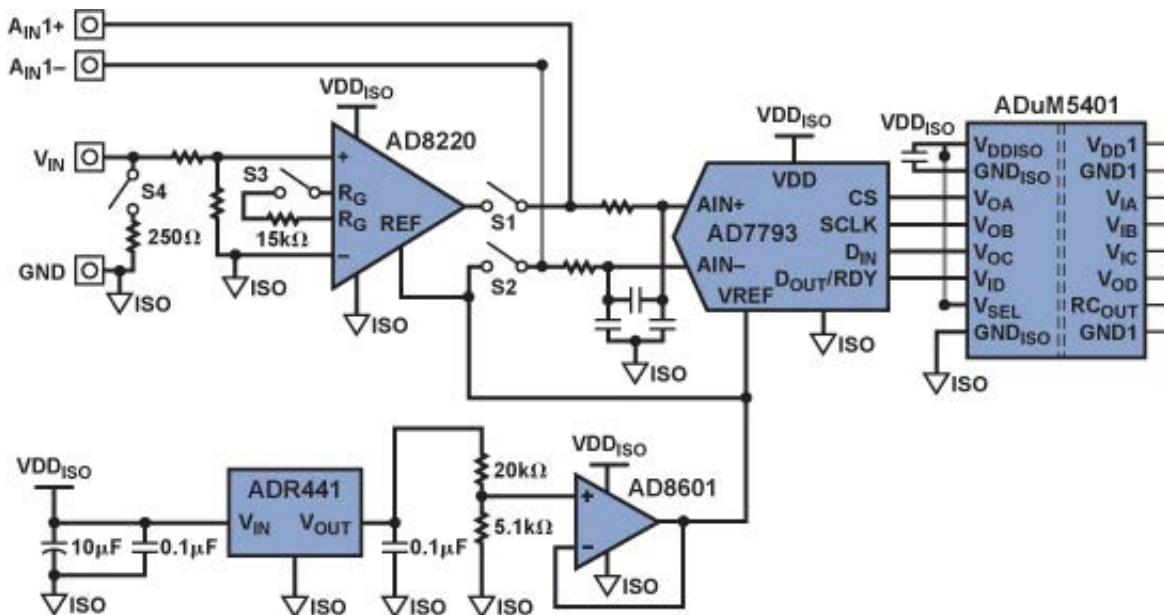 AIN1+
AIN1–
VDDISO
AD8220
ADuM5401
VDDISO
VDDISO
VIN
S4
S3
+
RG
RG
REF
–
S1
VDD
AIN+
AD7793
AIN–
CS
SCLK
DIN
DOUT/RDY
VREF
VDDISO
GNDISO
VOA
VOB
VOC
VID
VSEL
GNDISO
VDD1
GND1
VIA
VIB
VIC
VOD
RCOUT
GND1
250Ω
15kΩ
GND
S2
ISO
ISO
ISO
ISO
ISO
ISO
VDDISO
ADR441
VIN
VOUT
20kΩ
5.1kΩ
VDDISO
AD8601
+
–
10µF
0.1µF
0.1µF
ISO
ISO
ISO
ISO
ISO